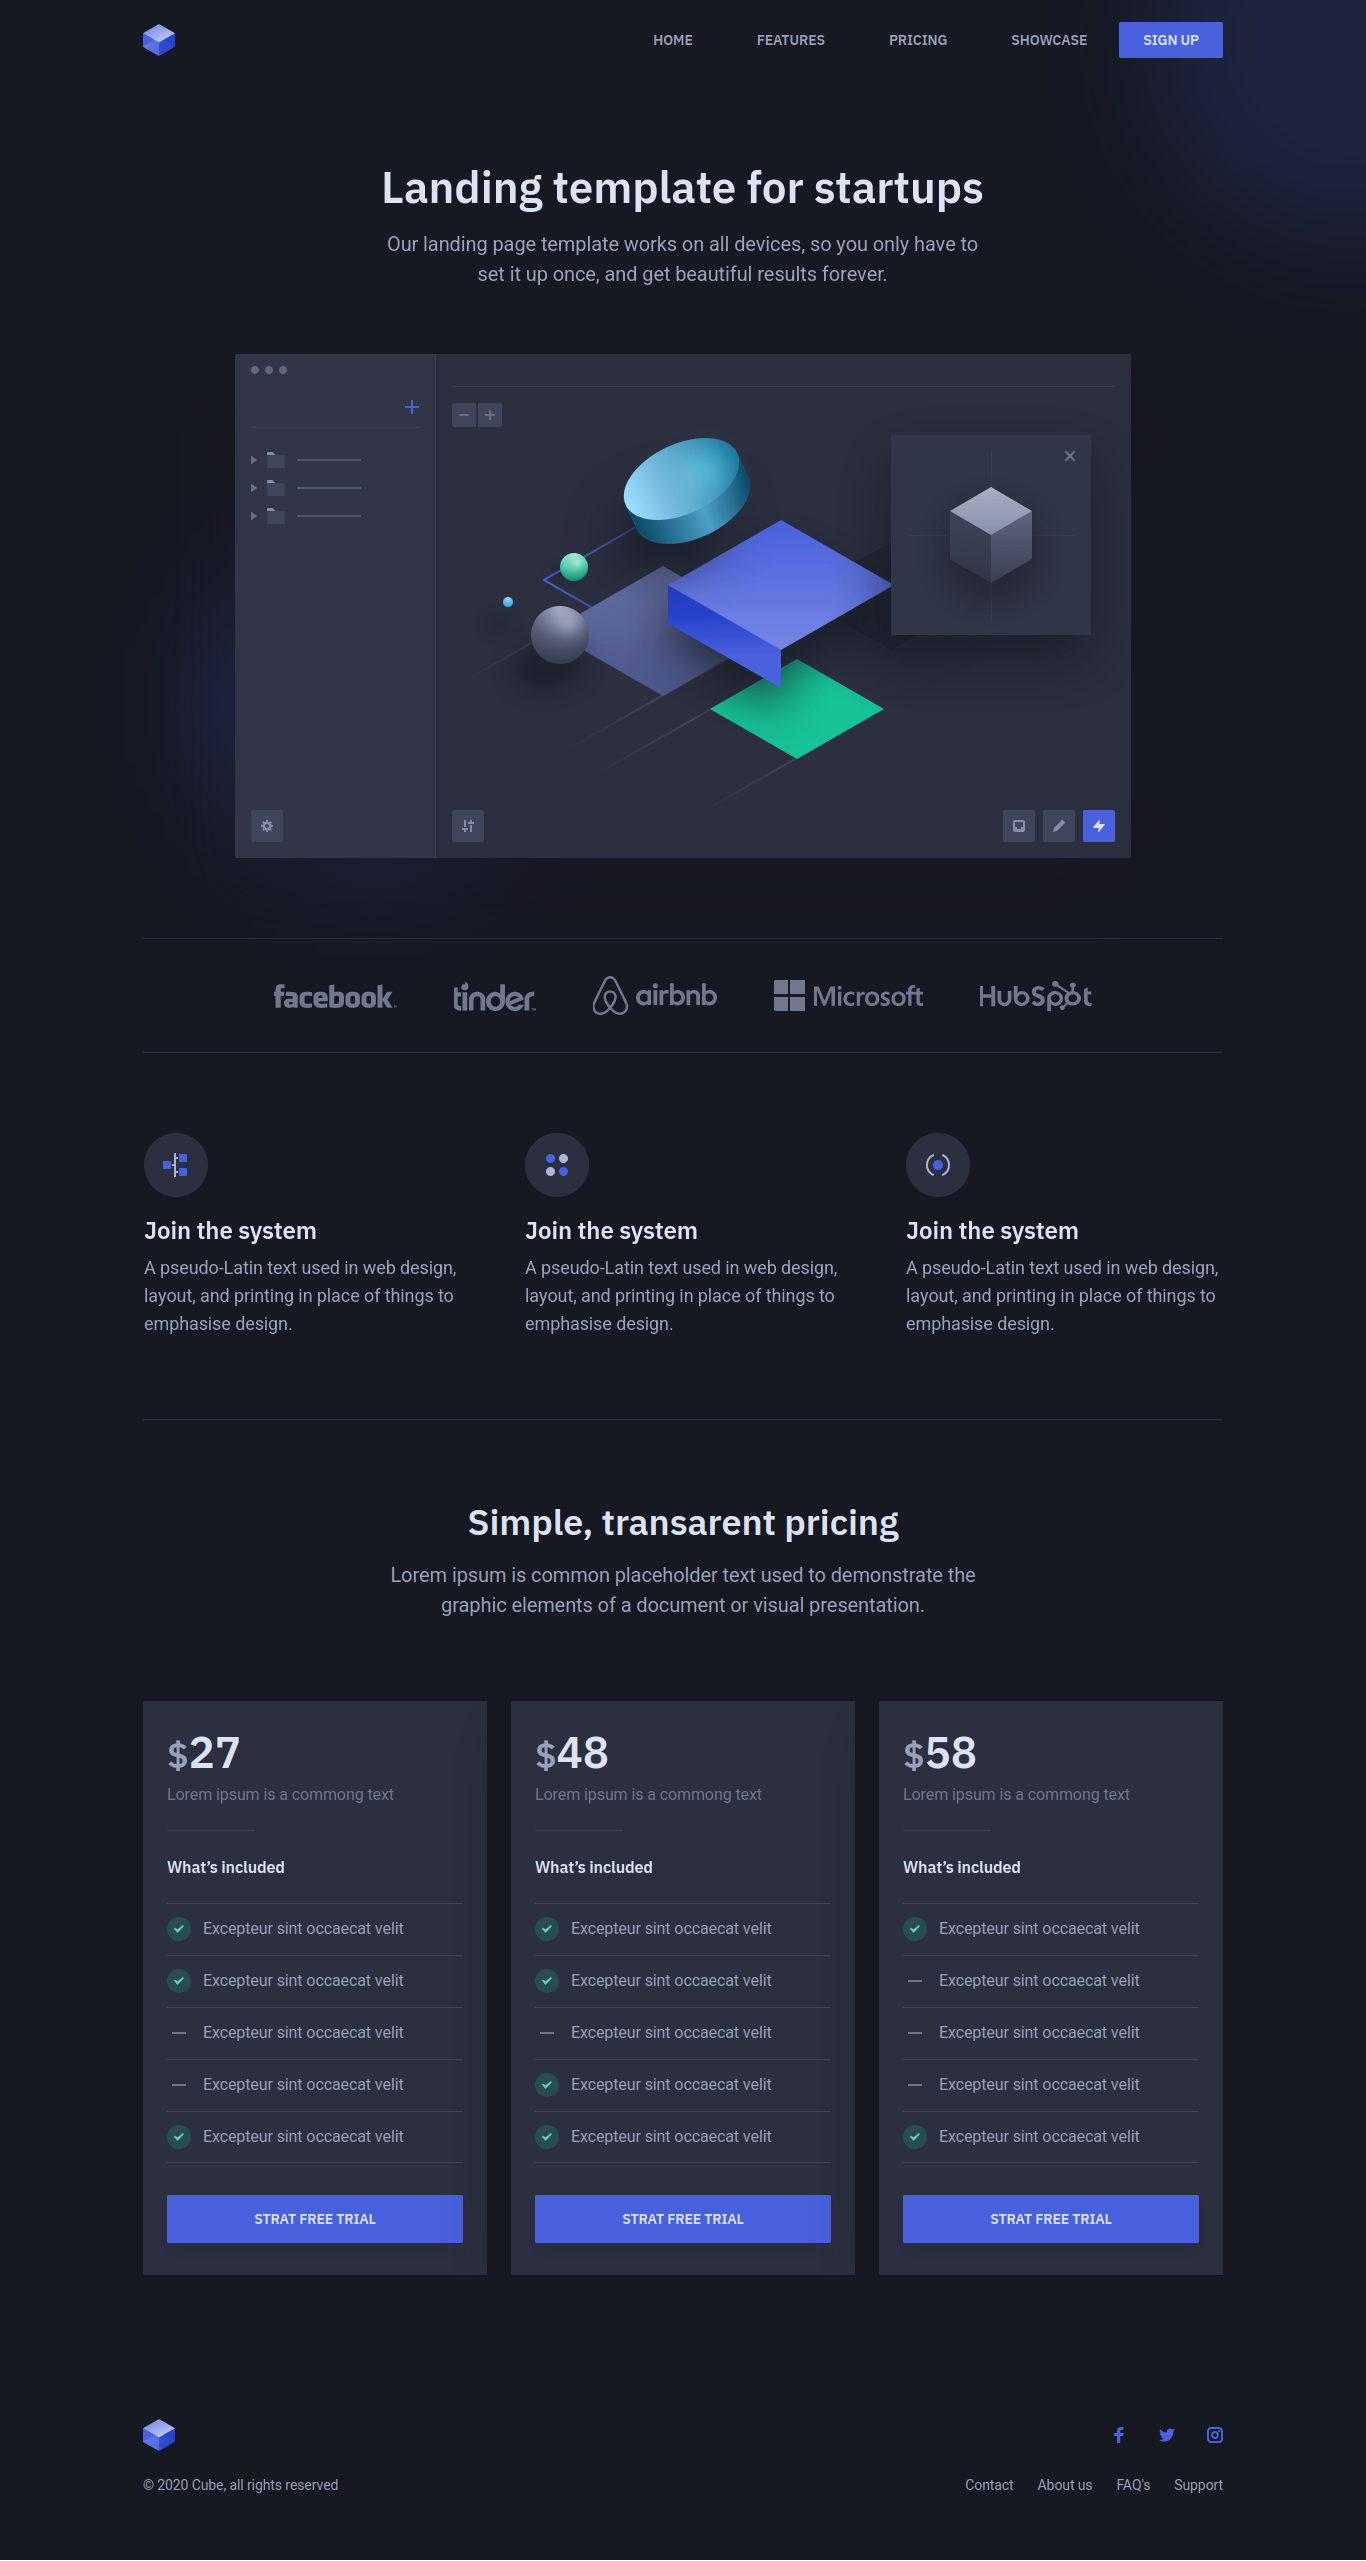 HOME FEATURES PRICING SHOWCASE SIGN UP
Landing template for startups
Our landing page template works on all devices, so you only have to
set it up once, and get beautiful results forever.
facebook. tinder™ airbnb Microsoft HubSpot
Join the system
A pseudo-Latin text used in web design,
layout, and printing in place of things to
emphasise design.
Join the system
A pseudo-Latin text used in web design,
layout, and printing in place of things to
emphasise design.
Join the system
A pseudo-Latin text used in web design,
layout, and printing in place of things to
emphasise design.
Simple, transarent pricing
Lorem ipsum is common placeholder text used to demonstrate the
graphic elements of a document or visual presentation.
$27
Lorem ipsum is a commong text
What’s included
Excepteur sint occaecat velit
Excepteur sint occaecat velit
Excepteur sint occaecat velit
Excepteur sint occaecat velit
Excepteur sint occaecat velit
STRAT FREE TRIAL
$48
Lorem ipsum is a commong text
What’s included
Excepteur sint occaecat velit
Excepteur sint occaecat velit
Excepteur sint occaecat velit
Excepteur sint occaecat velit
Excepteur sint occaecat velit
STRAT FREE TRIAL
$58
Lorem ipsum is a commong text
What’s included
Excepteur sint occaecat velit
Excepteur sint occaecat velit
Excepteur sint occaecat velit
Excepteur sint occaecat velit
Excepteur sint occaecat velit
STRAT FREE TRIAL
© 2020 Cube, all rights reserved
Contact About us FAQ's Support